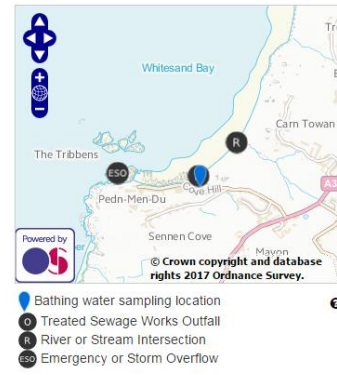 Whitesand Bay
Carn Towan
The Tribbens
ESO
R
Cove Hill
Pedn-Men-Du
A3
Sennen Cove
Mayon
Powered by
OS
© Crown copyright and database
rights 2017 Ordnance Survey.
Bathing water sampling location
O Treated Sewage Works Outfall
R River or Stream Intersection
ESO Emergency or Storm Overflow